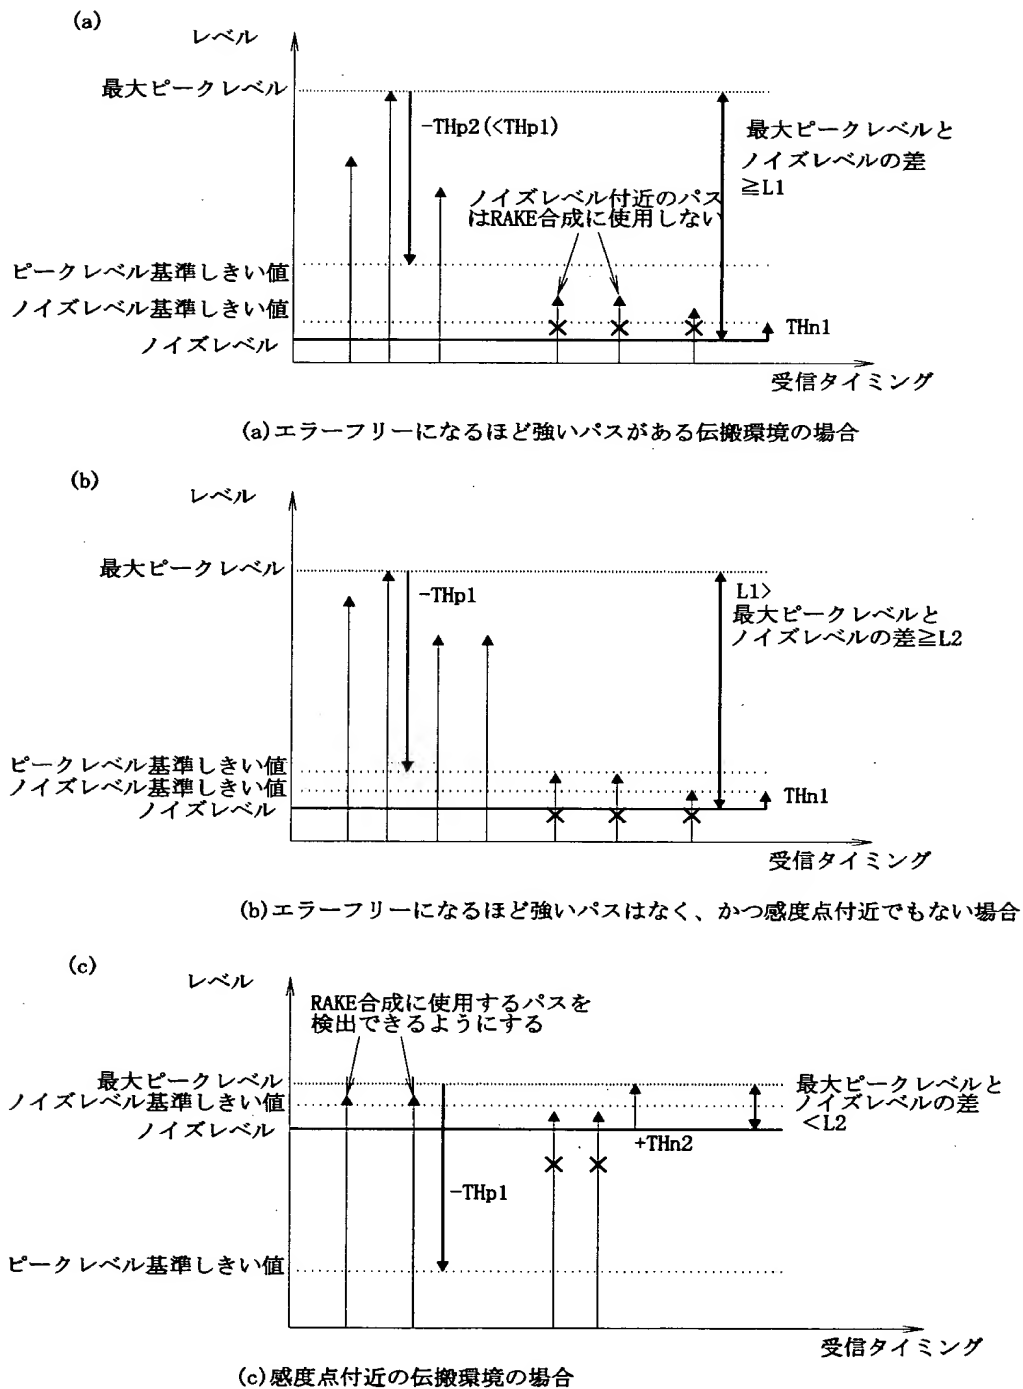 (a)
レベル
最大ピークレベル
-THp2(<THp1)
最大ピークレベルと
ノイズレベルの差
≧L1
ノイズレベル付近のパス
はRAKE合成に使用しない
ピークレベル基準しきい値
ノイズレベル基準しきい値
THn1
ノイズレベル
受信タイミング
(a)エラーフリーになるほど強いパスがある伝搬環境の場合
(b)
レベル
最大ピークレベル
-THp1
L1>
最大ピークレベルと
ノイズレベルの差≧L2
ピークレベル基準しきい値
ノイズレベル基準しきい値
THn1
ノイズレベル
受信タイミング
(b)エラーフリーになるほど強いパスはなく、かつ感度点付近でもない場合
(c)
レベル
RAKE合成に使用するパスを
検出できるようにする
最大ピークレベル
ノイズレベル基準しきい値
ノイズレベル
最大ピークレベルと
ノイズレベルの差
<L2
+THn2
-THp1
ピークレベル基準しきい値
受信タイミング
(c)感度点付近の伝搬環境の場合